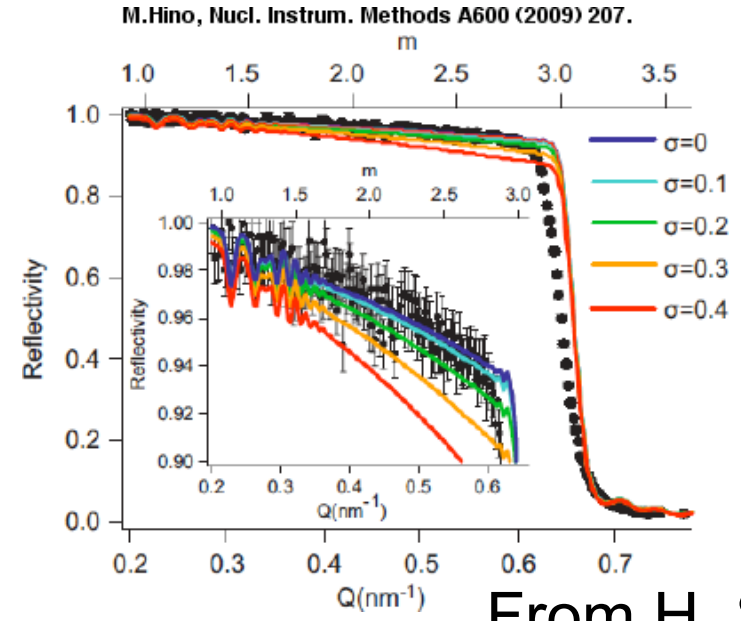 M.Hino, Nucl. Instrum. Methods A600 (2009) 207.
m
1.0 1.5 2.0 2.5 3.0 3.5
1.0
0.8
0.6
0.4
0.2
0.0
Reflectivity
σ=0
σ=0.1
σ=0.2
σ=0.3
σ=0.4
m
1.0 1.5 2.0 2.5 3.0
1.00
0.98
0.96
0.94
0.92
0.90
Reflectivity
0.2 0.3 0.4 0.5 0.6
Q(nm⁻¹)
0.2 0.3 0.4 0.5 0.6 0.7
Q(nm⁻¹)
From H.